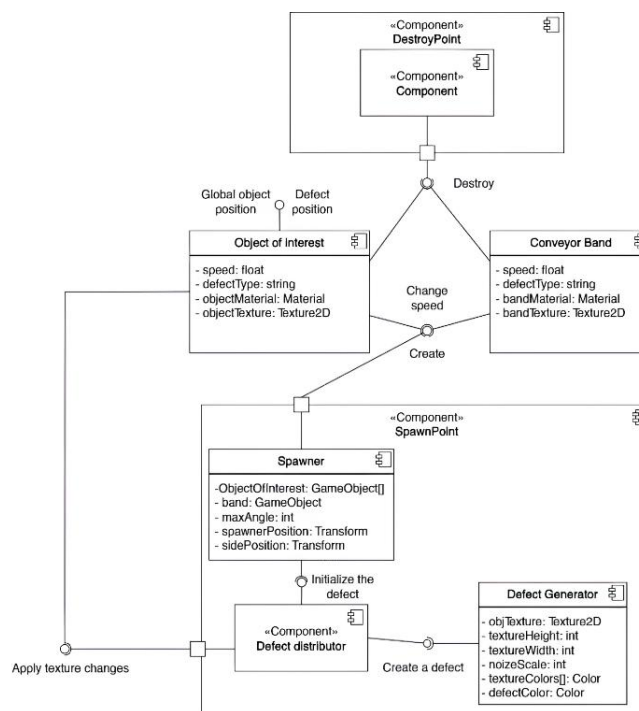 «Component»
DestroyPoint
«Component»
Component
Destroy
Global object
position
Defect
position
Object of Interest
- speed: float
- defectType: string
- objectMaterial: Material
- objectTexture: Texture2D
Conveyor Band
- speed: float
- defectType: string
- bandMaterial: Material
- bandTexture: Texture2D
Change
speed
Create
«Component»
SpawnPoint
Spawner
-ObjectOfInterest: GameObject[]
- band: GameObject
- maxAngle: int
- spawnerPosition: Transform
- sidePosition: Transform
Initialize the
defect
«Component»
Defect distributor
Defect Generator
- objTexture: Texture2D
- textureHeight: int
- textureWidth: int
- noizeScale: int
- textureColors[]: Color
- defectColor: Color
Apply texture changes
Create a defect